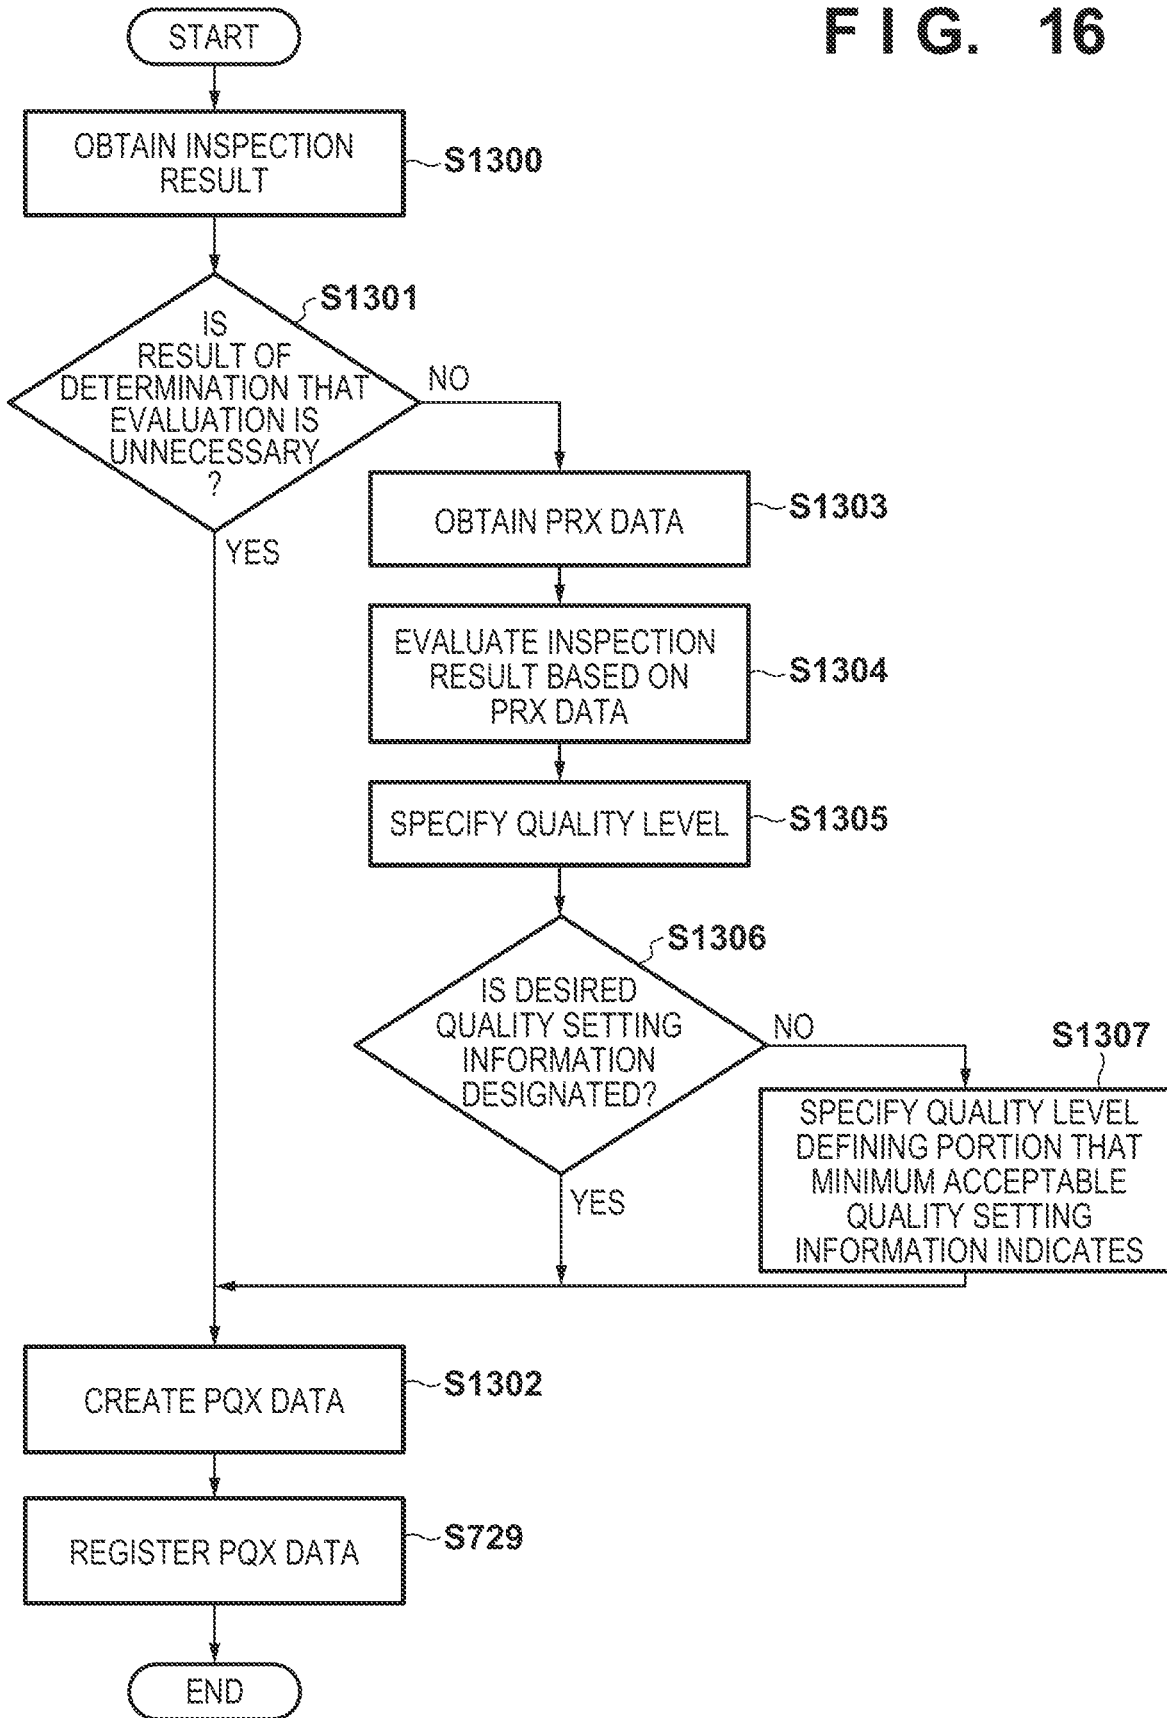 FIG. 16
START
OBTAIN INSPECTION
RESULT
S1300
S1301
IS
RESULT OF
DETERMINATION THAT
EVALUATION IS
UNNECESSARY
?
NO
YES
OBTAIN PRX DATA
S1303
EVALUATE INSPECTION
RESULT BASED ON
PRX DATA
S1304
SPECIFY QUALITY LEVEL
S1305
S1306
IS DESIRED
QUALITY SETTING
INFORMATION
DESIGNATED?
NO
YES
S1307
SPECIFY QUALITY LEVEL
DEFINING PORTION THAT
MINIMUM ACCEPTABLE
QUALITY SETTING
INFORMATION INDICATES
CREATE PQX DATA
S1302
REGISTER PQX DATA
S729
END